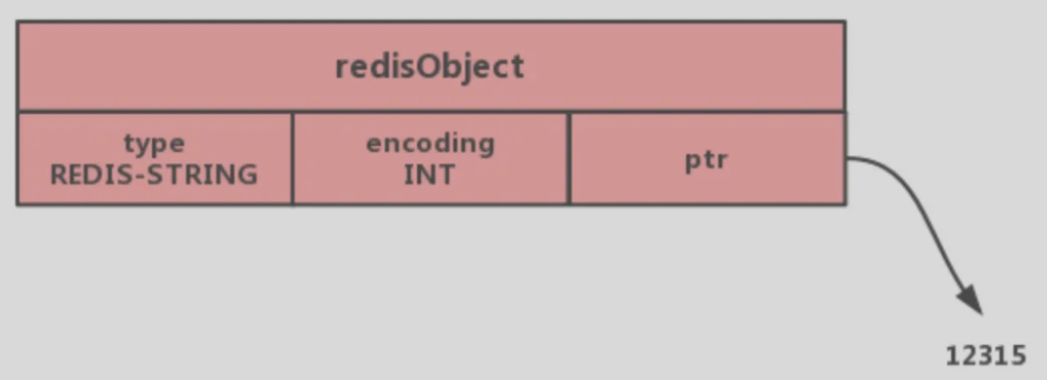 redisObject
type
REDIS-STRING
encoding
INT
ptr
12315